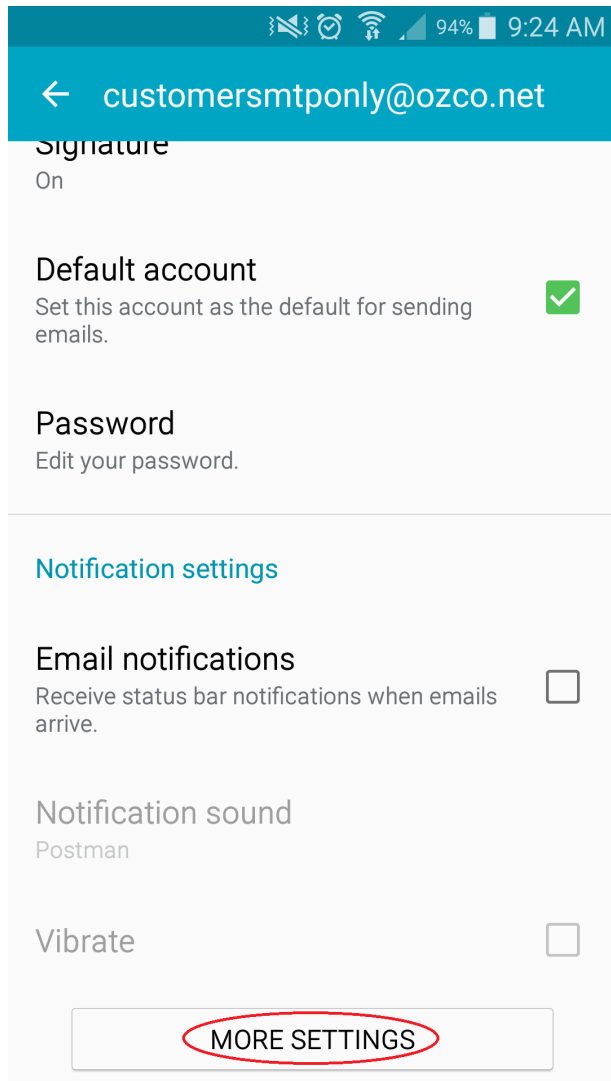 94% 9:24 AM
customersmtponly@ozco.net
Signature
On
Default account
Set this account as the default for sending
emails.
Password
Edit your password.
Notification settings
Email notifications
Receive status bar notifications when emails
arrive.
Notification sound
Postman
Vibrate
MORE SETTINGS